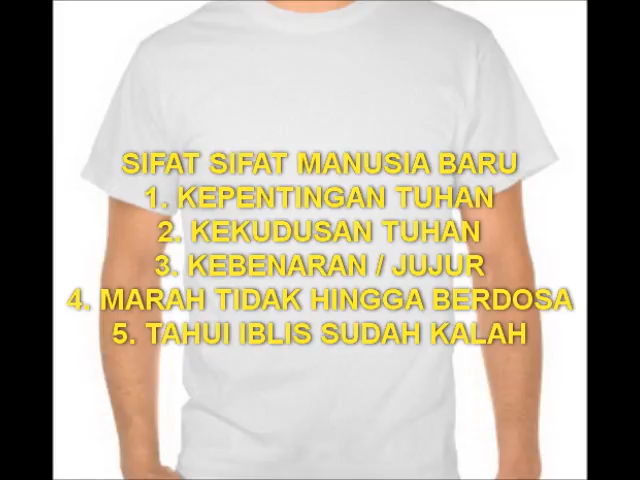 SIFAT SIFAT MANUSIA BARU
1. KEPENTINGAN TUHAN
2. KEKUDUSAN TUHAN
3. KEBENARAN / JUJUR
4. MARAH TIDAK HINGGA BERDOSA
5. TAHUI IBLIS SUDAH KALAH